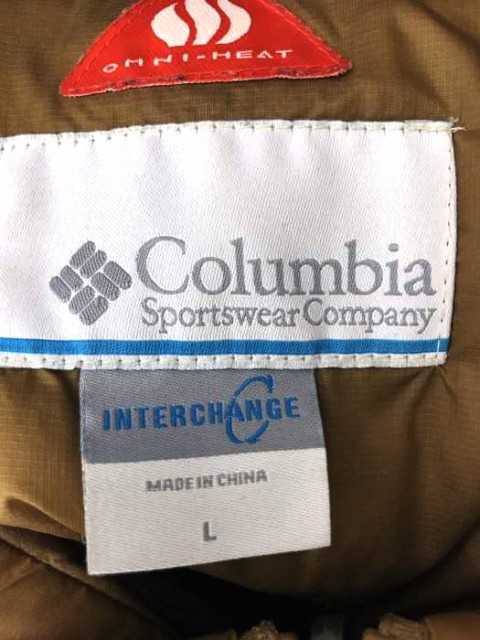 OMNI-HEAT
Columbia
Sportswear Company
INTERCHANGE
MADE IN CHINA
L